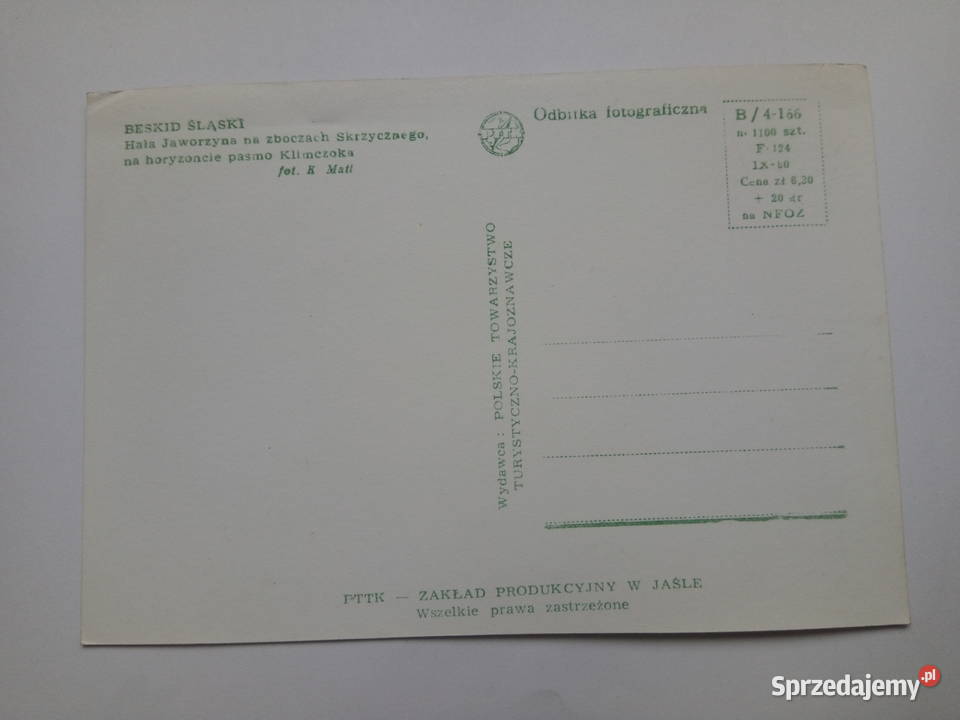 BESKID ŚLĄSKI
Hala Jaworzyna na zboczach Skrzycznego,
na horyzoncie pasmo Klimczoka
fot. K Mati
Odbitka fotograficzna
B/4-166
n. 1100 szt.
F-124
IX-80
Cena zł 6,30
+ 20 gr
na NFOZ
Wydawca: POLSKIE TOWARZYSTWO
TURYSTYCZNO-KRAJOZNAWCZE
PTTK — ZAKŁAD PRODUKCYJNY W JAŚLE
Wszelkie prawa zastrzeżone
Sprzedajemy.pl